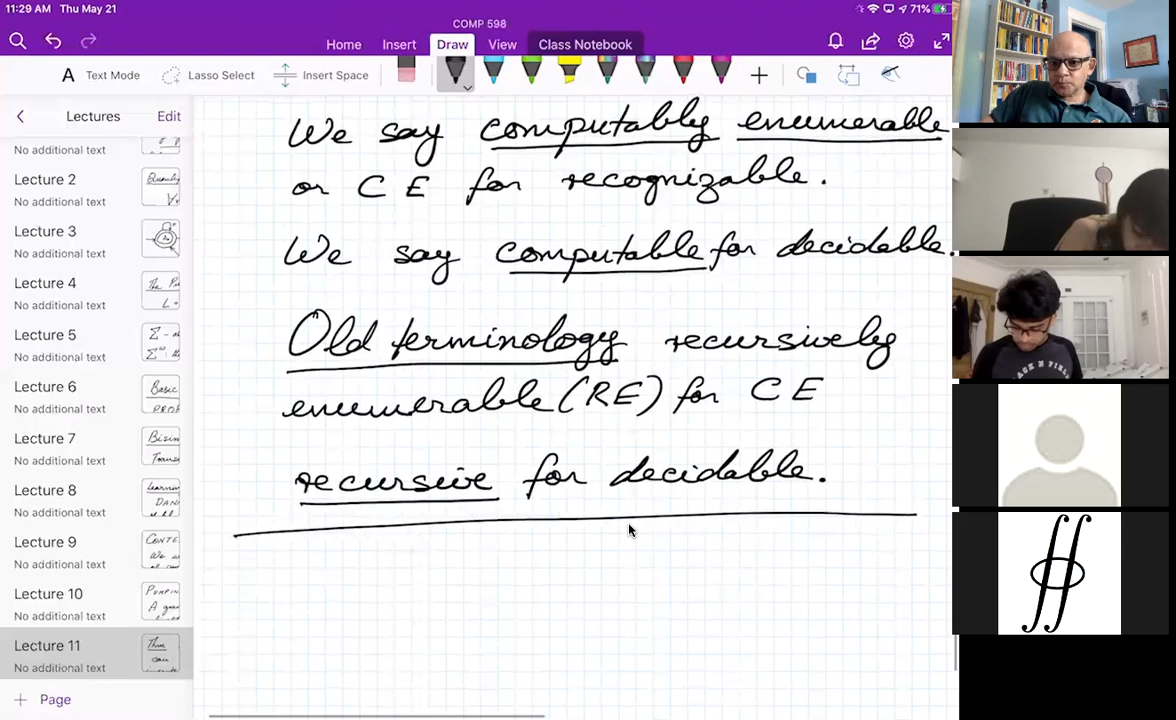 11:29 AM Thu May 21
71%
COMP 598
Home Insert Draw View Class Notebook
A Text Mode Lasso Select Insert Space
Lectures Edit
No additional text
Lecture 2
No additional text
Lecture 3
No additional text
Lecture 4
No additional text
Lecture 5
No additional text
Lecture 6
No additional text
Lecture 7
No additional text
Lecture 8
No additional text
Lecture 9
No additional text
Lecture 10
No additional text
Lecture 11
No additional text
+ Page
We say computably enumerable
or CE for recognizable.
We say computable for decidable.
Old terminology recursively
enumerable (RE) for CE
recursive for decidable.